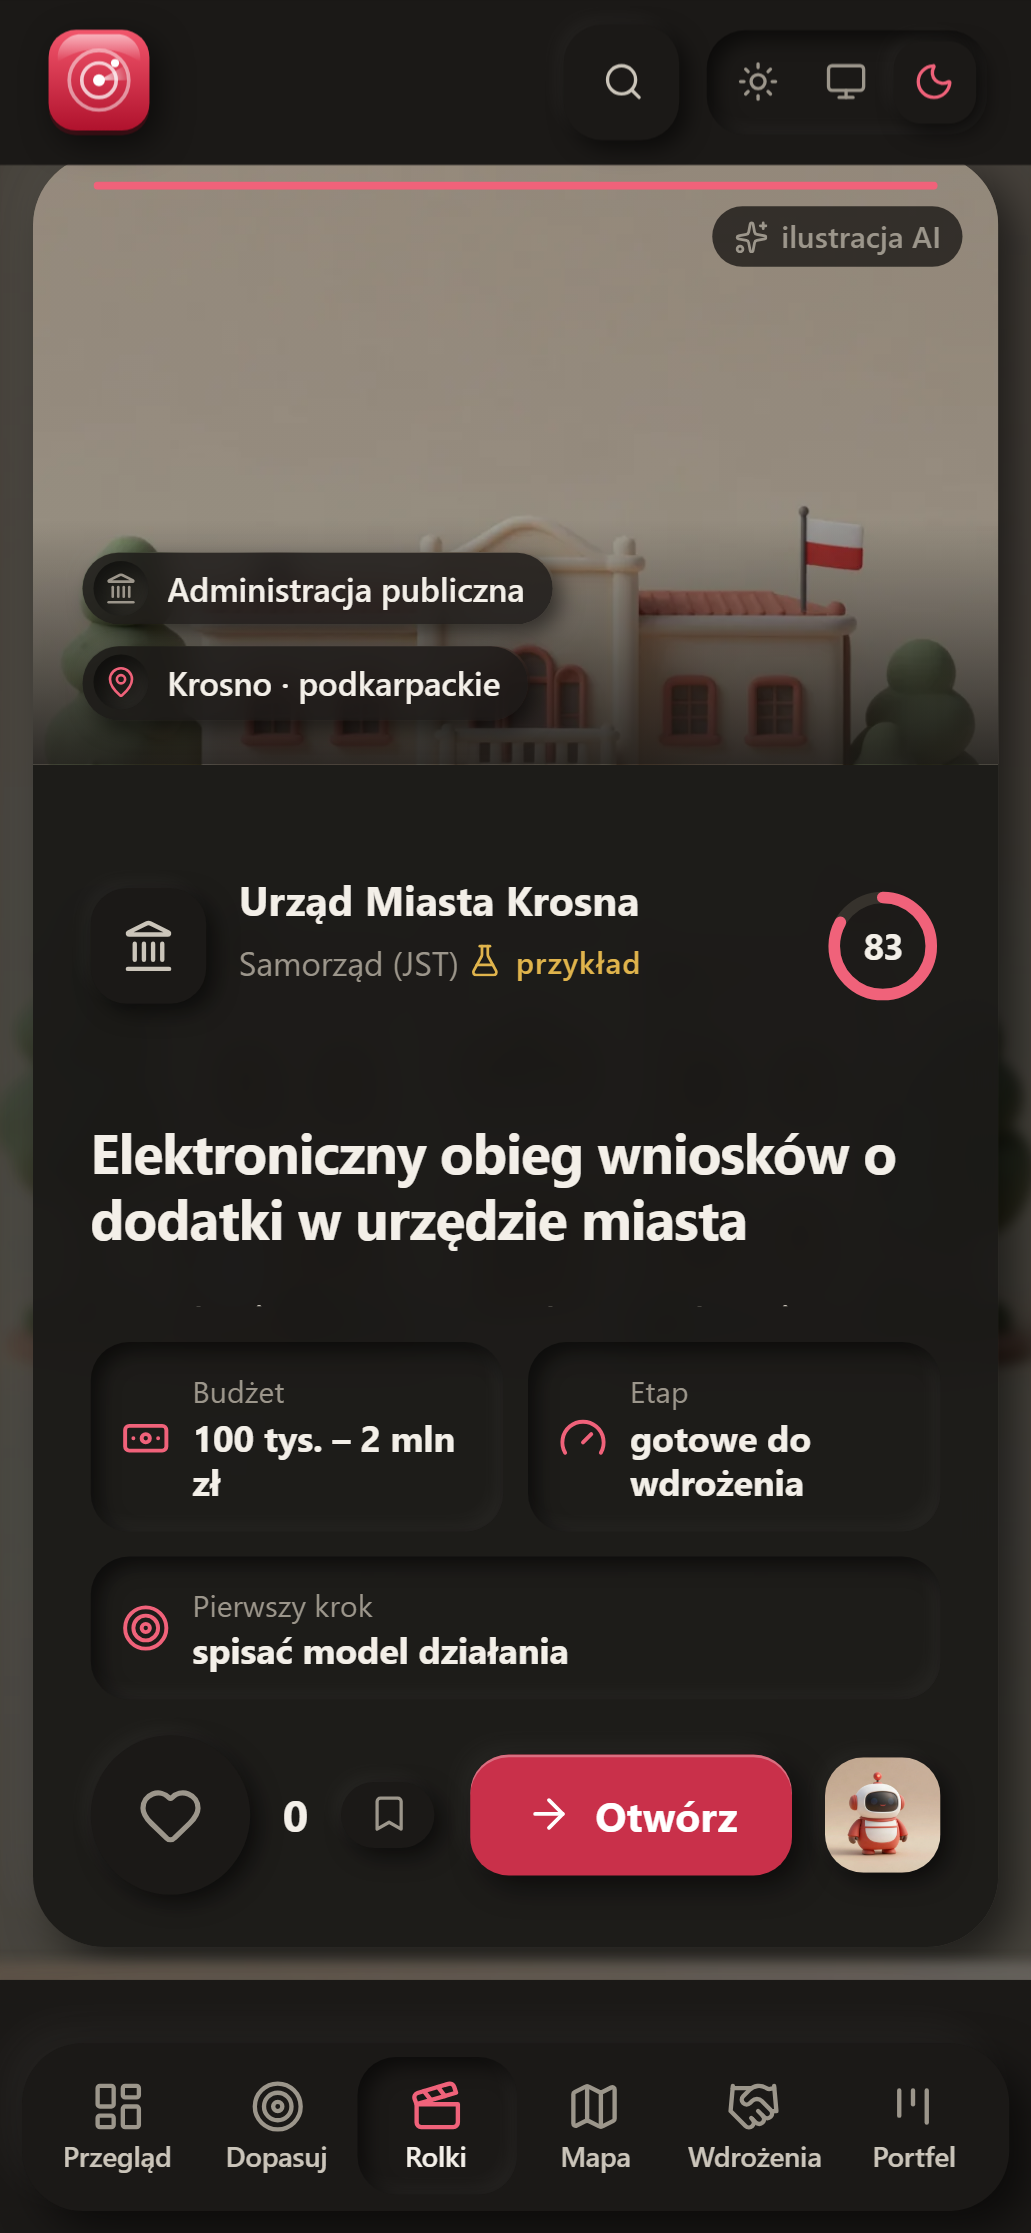 ilustracja AI
Administracja publiczna
Krosno · podkarpackie
Urząd Miasta Krosna
Samorząd (JST) przykład
83
Elektroniczny obieg wniosków o
dodatki w urzędzie miasta
Budżet
100 tys. – 2 mln
zł
Etap
gotowe do
wdrożenia
Pierwszy krok
spisać model działania
0
Otwórz
Przegląd
Dopasuj
Rolki
Mapa
Wdrożenia
Portfel